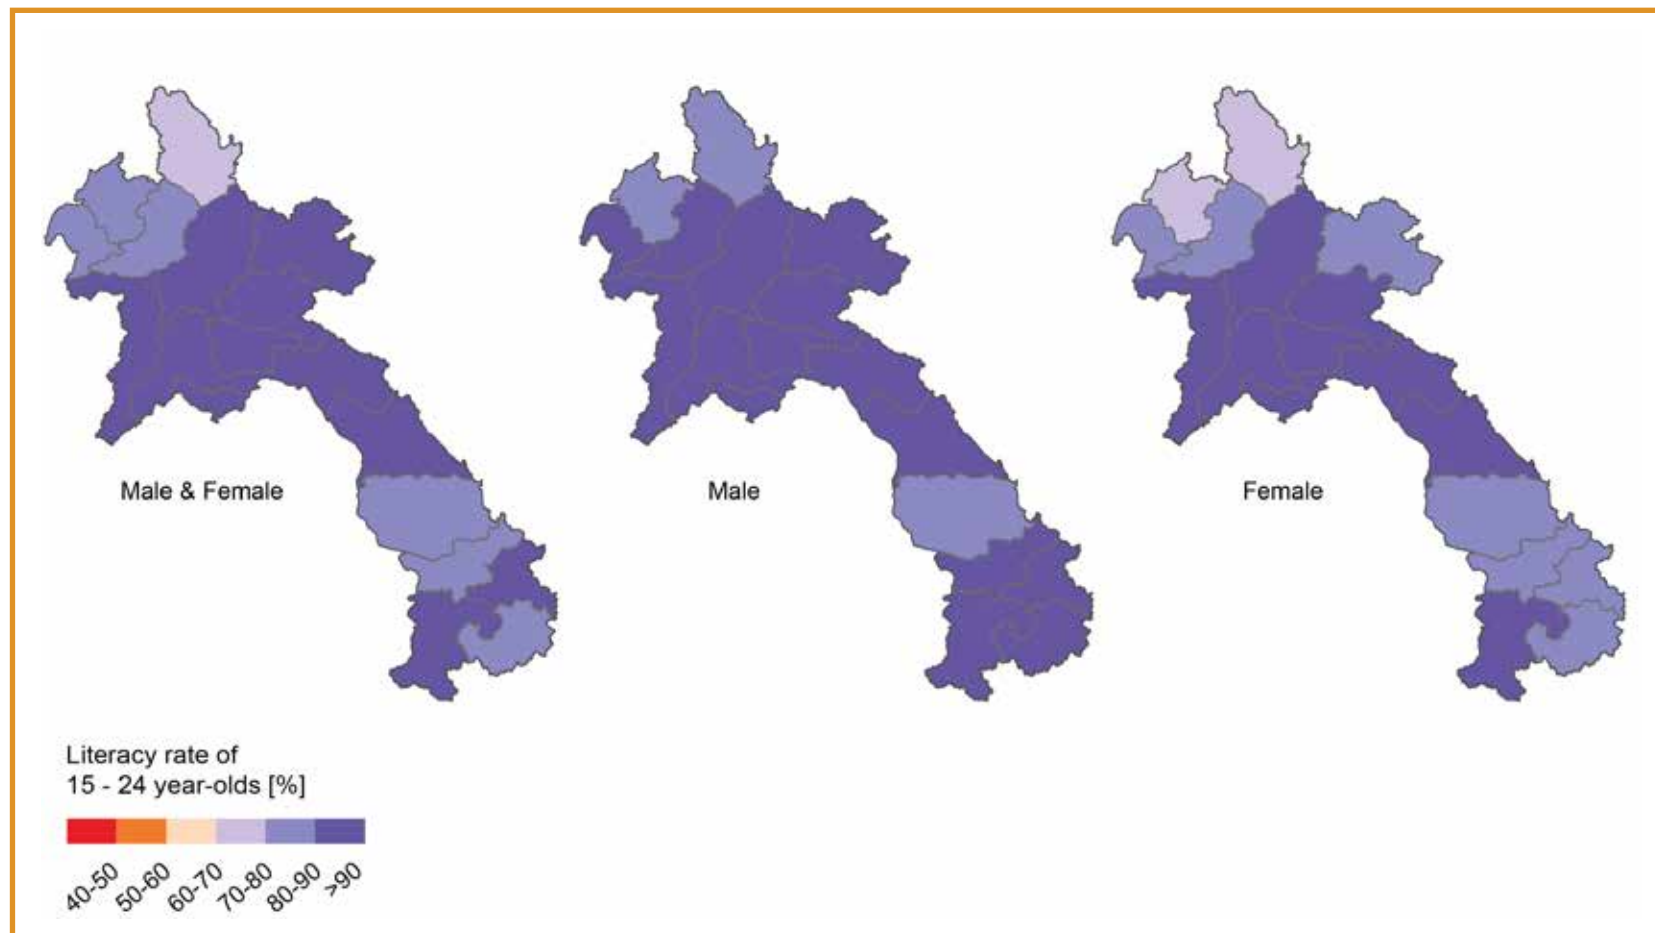 Male & Female
Male
Female
Literacy rate of
15 - 24 year-olds [%]
40-50
50-60
60-70
70-80
80-90
>90